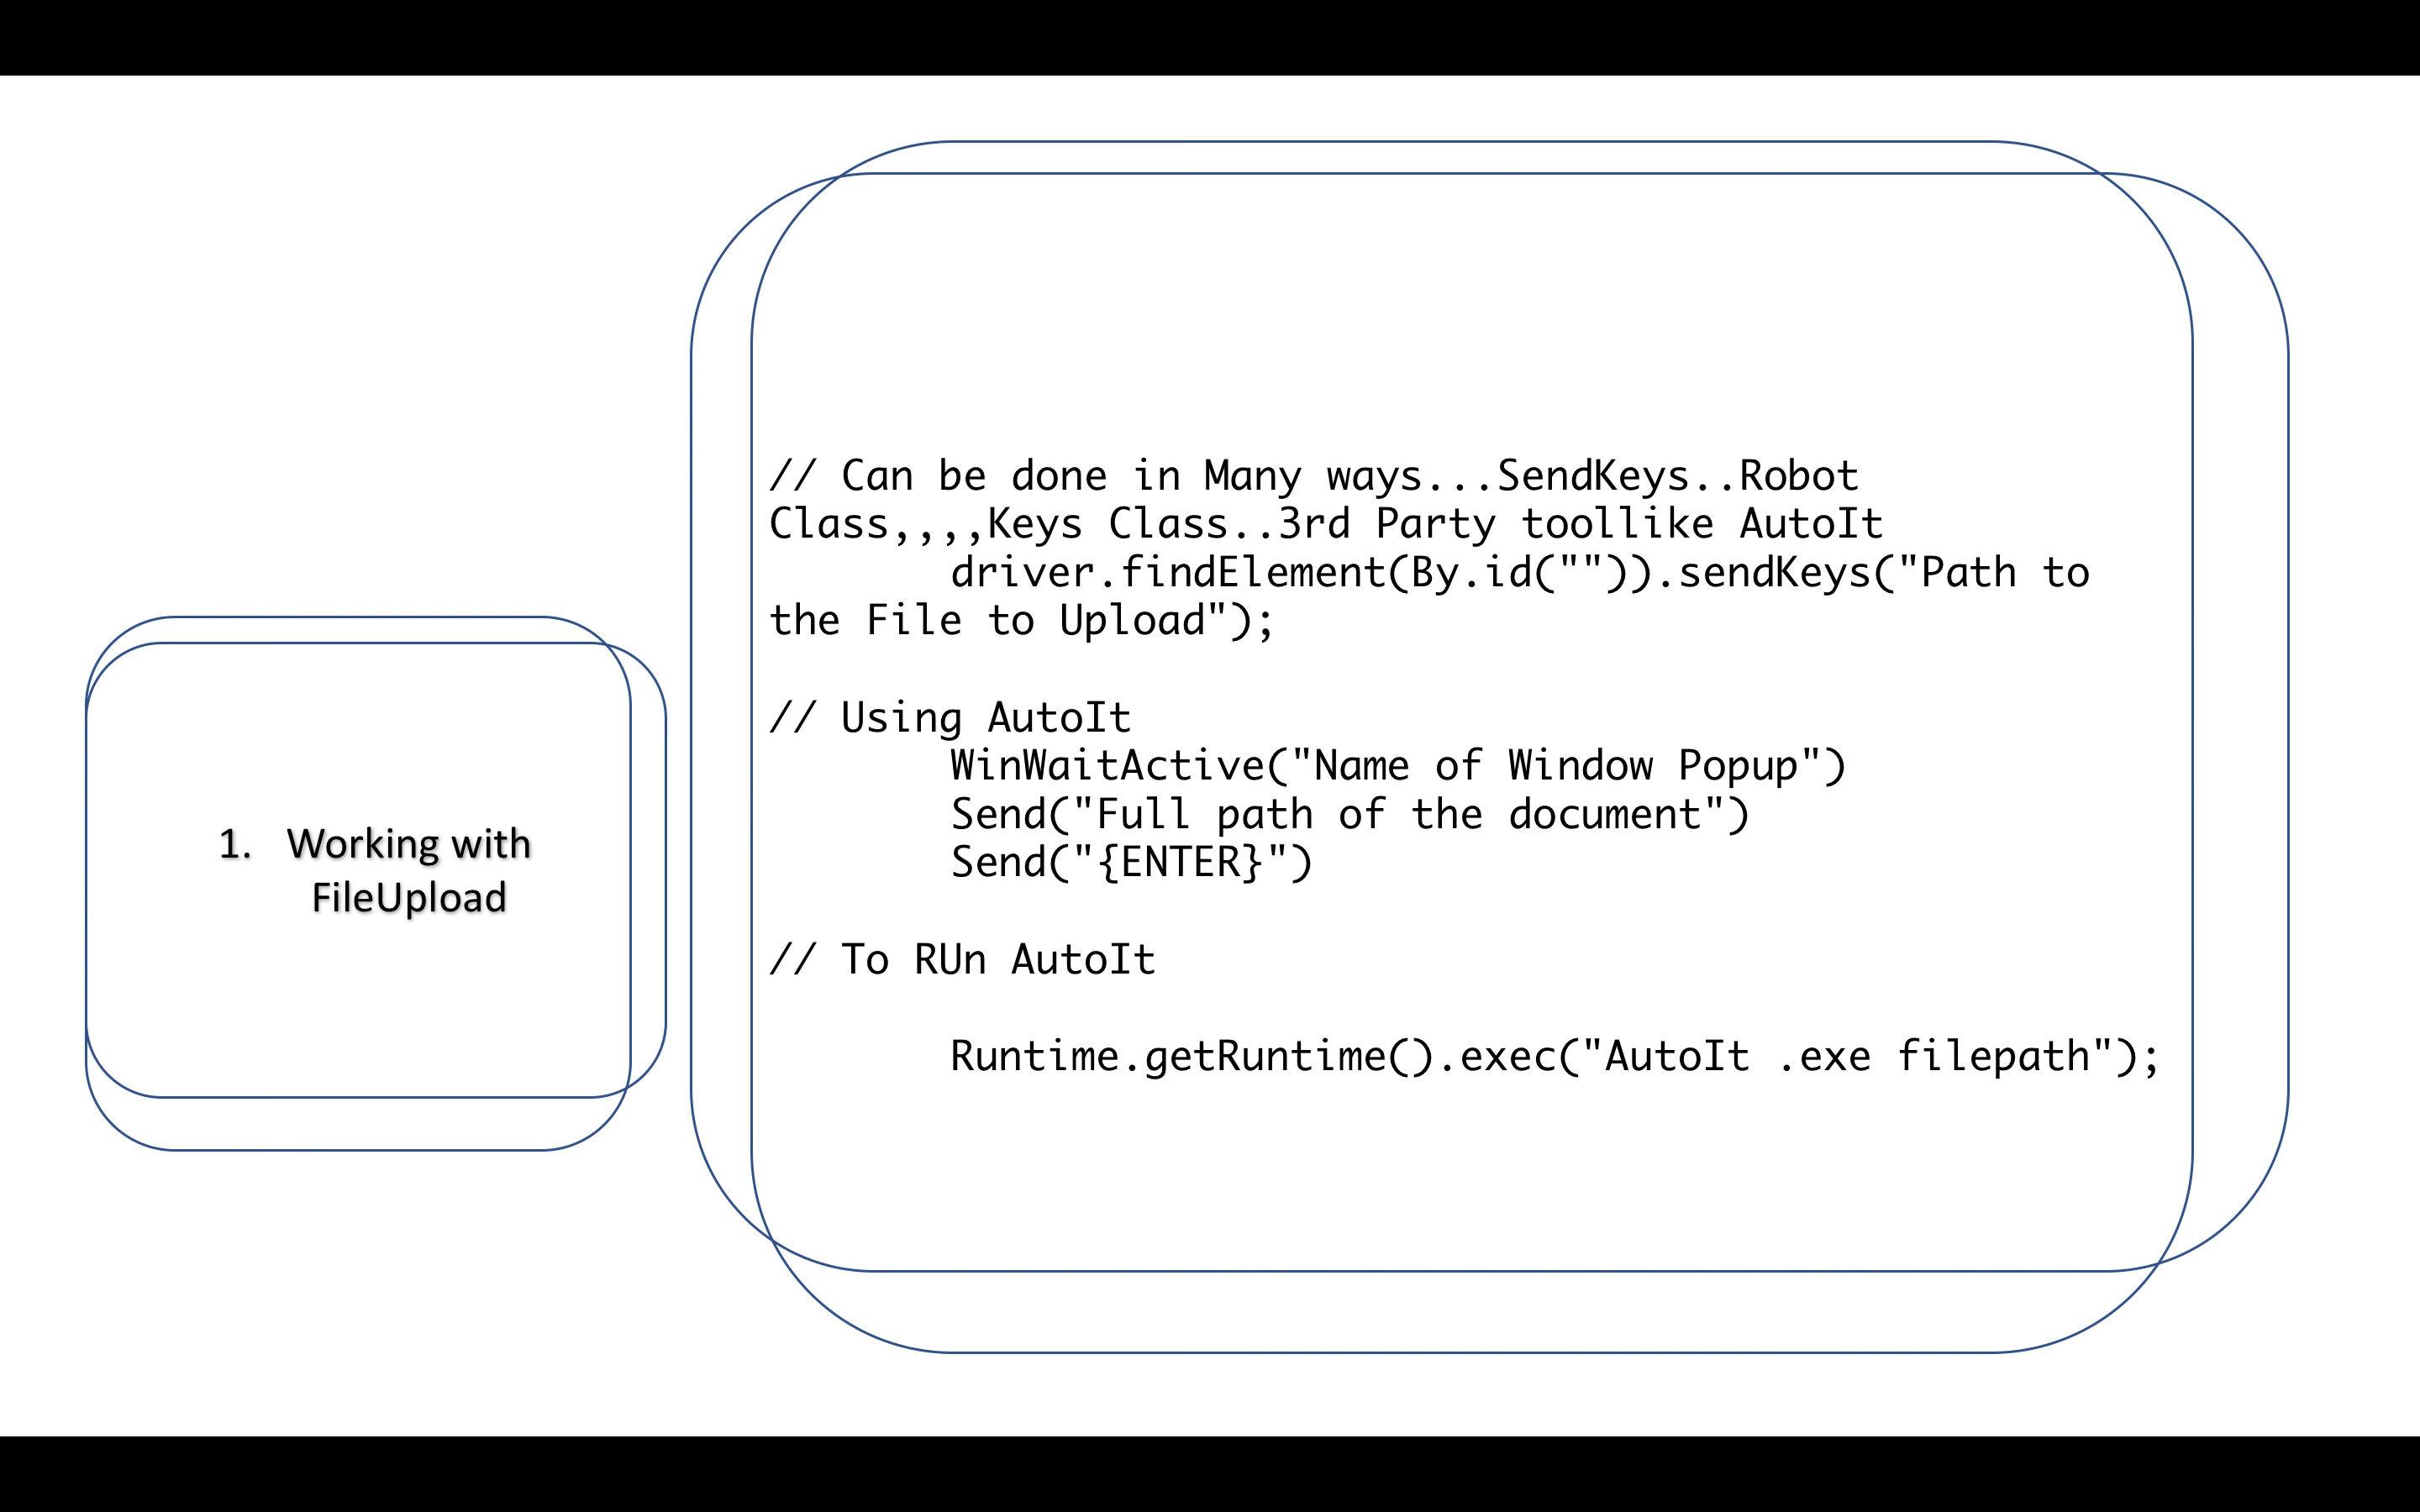 1. Working with
FileUpload
// Can be done in Many ways...SendKeys..Robot
Class,,,,Keys Class..3rd Party toollike AutoIt
driver.findElement(By.id("")).sendKeys("Path to
the File to Upload");
// Using AutoIt
WinWaitActive("Name of Window Popup")
Send("Full path of the document")
Send("{ENTER}")
// To RUn AutoIt
Runtime.getRuntime().exec("AutoIt .exe filepath");